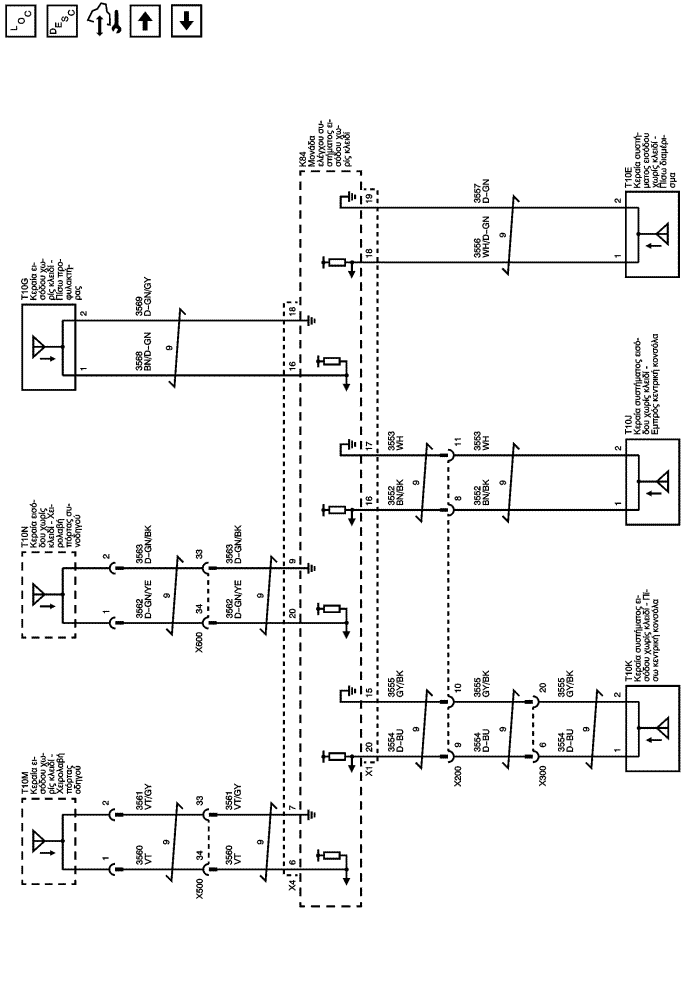 LOC
DESC
T10M
Κεραία ει-
σόδου χω-
ρίς κλειδί -
Χειρολαβή
πόρτας
οδηγού
1
2
3560
VT
3561
VT/GY
9
X500
34
33
3560
VT
3561
VT/GY
9
X4
6
7
T10N
Κεραία εισό-
δου χωρίς
κλειδί - Χει-
ρολαβή
πόρτας συ-
νοδηγού
1
2
3562
D-GN/YE
3563
D-GN/BK
9
X600
34
33
3562
D-GN/YE
3563
D-GN/BK
9
20
9
T10G
Κεραία ει-
σόδου χω-
ρίς κλειδί -
Πίσω προ-
φυλακτή-
ρας
1
2
3568
BN/D-GN
3569
D-GN/GY
9
16
18
K84
Μονάδα
ελέγχου συ-
στήματος ει-
σόδου χω-
ρίς κλειδί
X1
20
15
16
17
18
19
3554
D-BU
3555
GY/BK
9
3552
BN/BK
3553
WH
9
X200
9
10
8
11
3554
D-BU
3555
GY/BK
9
3552
BN/BK
3553
WH
9
3556
WH/D-GN
3557
D-GN
9
X300
6
20
3554
D-BU
3555
GY/BK
9
1
2
1
2
1
2
T10K
Κεραία συστήματος ει-
σόδου χωρίς κλειδί - Πί-
σω κεντρική κονσόλα
T10J
Κεραία συστήματος εισό-
δου χωρίς κλειδί -
Εμπρός κεντρική κονσόλα
T10E
Κεραία συστή-
ματος εισόδου
χωρίς κλειδί -
Πίσω διαμέρι-
σμα